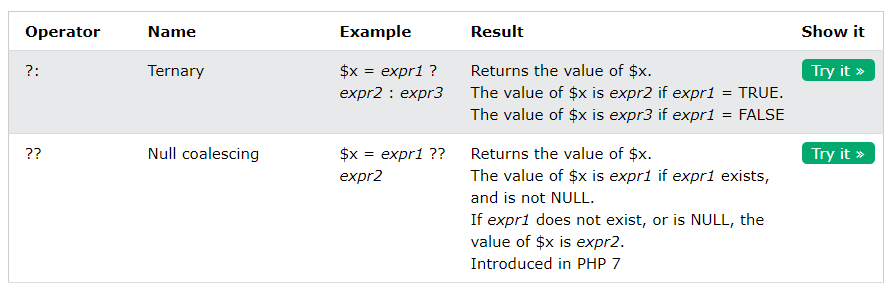 Operator Name Example Result Show it
?: Ternary $x = expr1 ? Returns the value of $x. Try it »
expr2 : expr3 The value of $x is expr2 if expr1 = TRUE.
The value of $x is expr3 if expr1 = FALSE
?? Null coalescing $x = expr1 ?? Returns the value of $x. Try it »
expr2 The value of $x is expr1 if expr1 exists,
and is not NULL.
If expr1 does not exist, or is NULL, the
value of $x is expr2.
Introduced in PHP 7